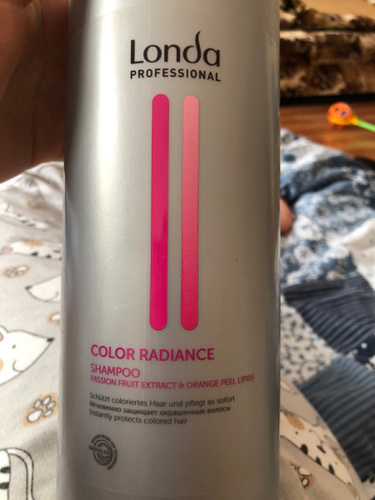 Londa
PROFESSIONAL
COLOR RADIANCE
SHAMPOO
PASSION FRUIT EXTRACT & ORANGE PEEL LIPIDS
Schützt coloriertes Haar und pflegt es sofort
Мгновенно защищает окрашенные волосы
Instantly protects colored hair